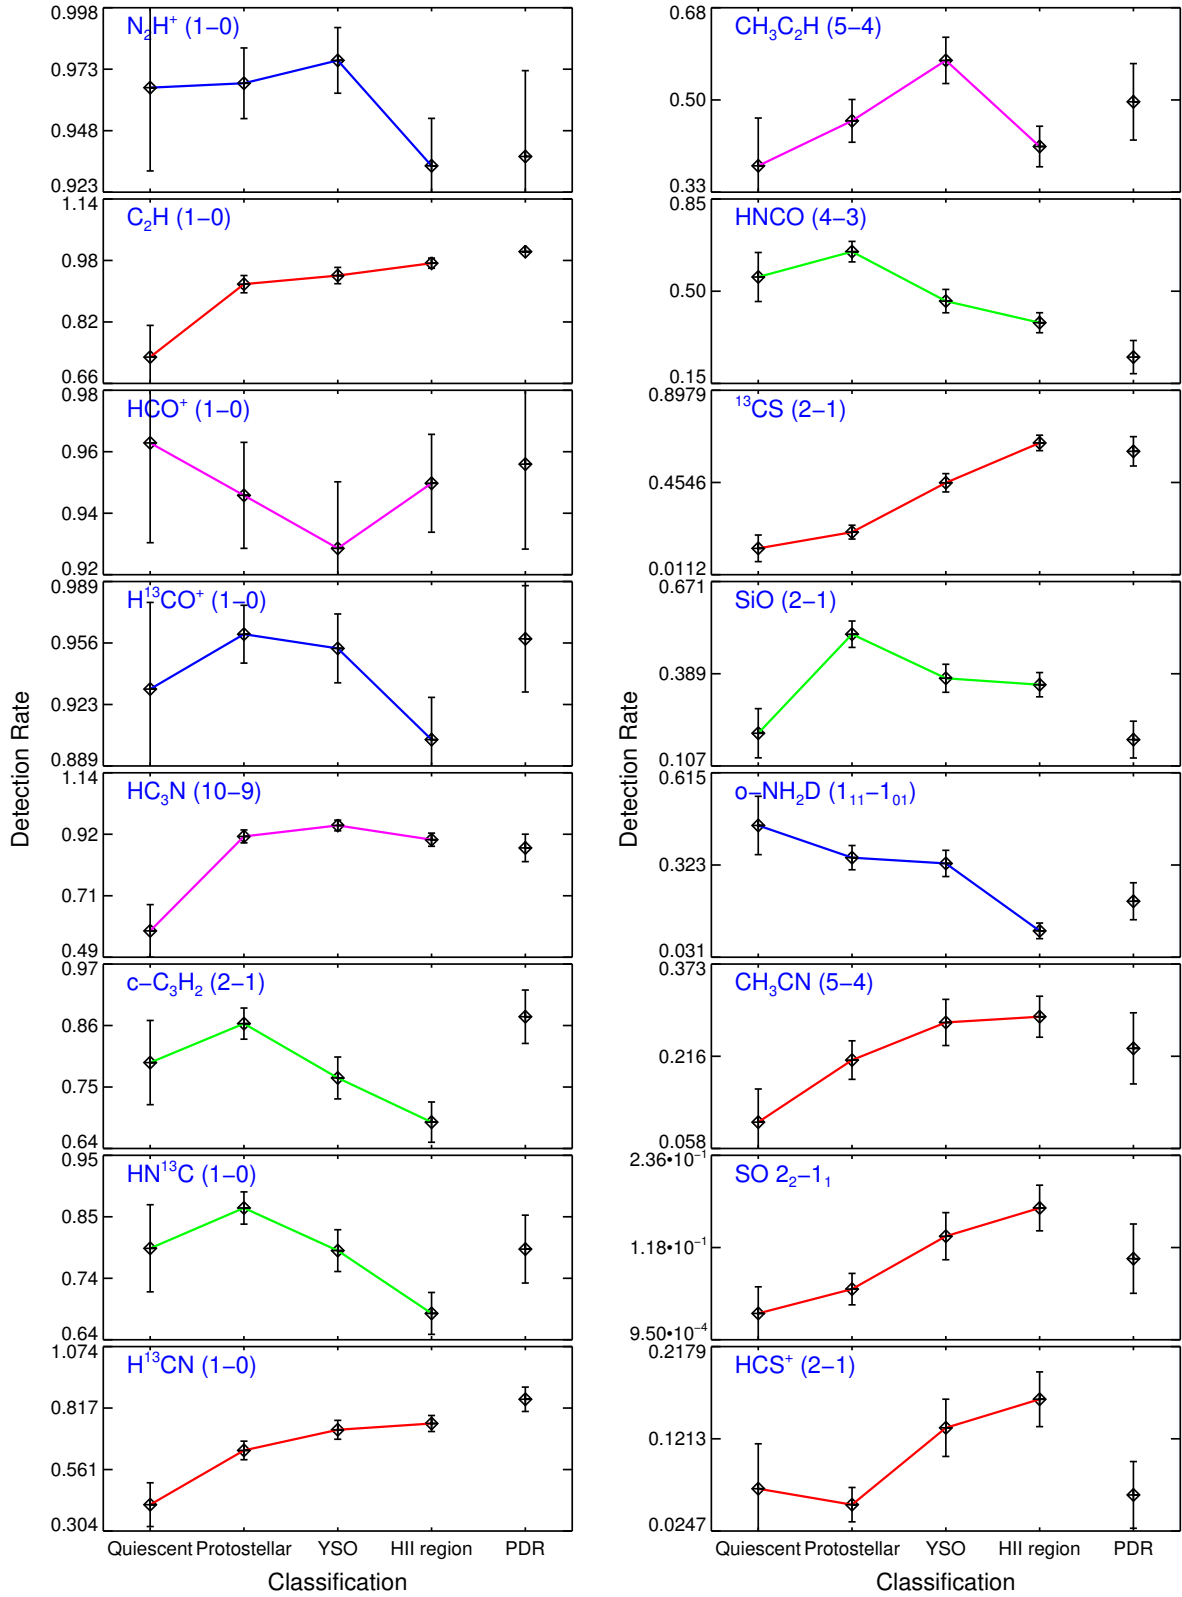 N₂H⁺ (1−0)
0.998
0.973
0.948
0.923
C₂H (1−0)
1.14
0.98
0.82
0.66
HCO⁺ (1−0)
0.98
0.96
0.94
0.92
H¹³CO⁺ (1−0)
0.989
0.956
0.923
0.889
HC₃N (10−9)
1.14
0.92
0.71
0.49
c−C₃H₂ (2−1)
0.97
0.86
0.75
0.64
HN¹³C (1−0)
0.95
0.85
0.74
0.64
H¹³CN (1−0)
1.074
0.817
0.561
0.304
Detection Rate
Quiescent Protostellar YSO HII region PDR
Classification
CH₃C₂H (5−4)
0.68
0.50
0.33
HNCO (4−3)
0.85
0.50
0.15
¹³CS (2−1)
0.8979
0.4546
0.0112
SiO (2−1)
0.671
0.389
0.107
o−NH₂D (1₁₁−1₀₁)
0.615
0.323
0.031
CH₃CN (5−4)
0.373
0.216
0.058
SO 2₂−1₁
2.36•10⁻¹
1.18•10⁻¹
9.50•10⁻⁴
HCS⁺ (2−1)
0.2179
0.1213
0.0247
Detection Rate
Quiescent Protostellar YSO HII region PDR
Classification